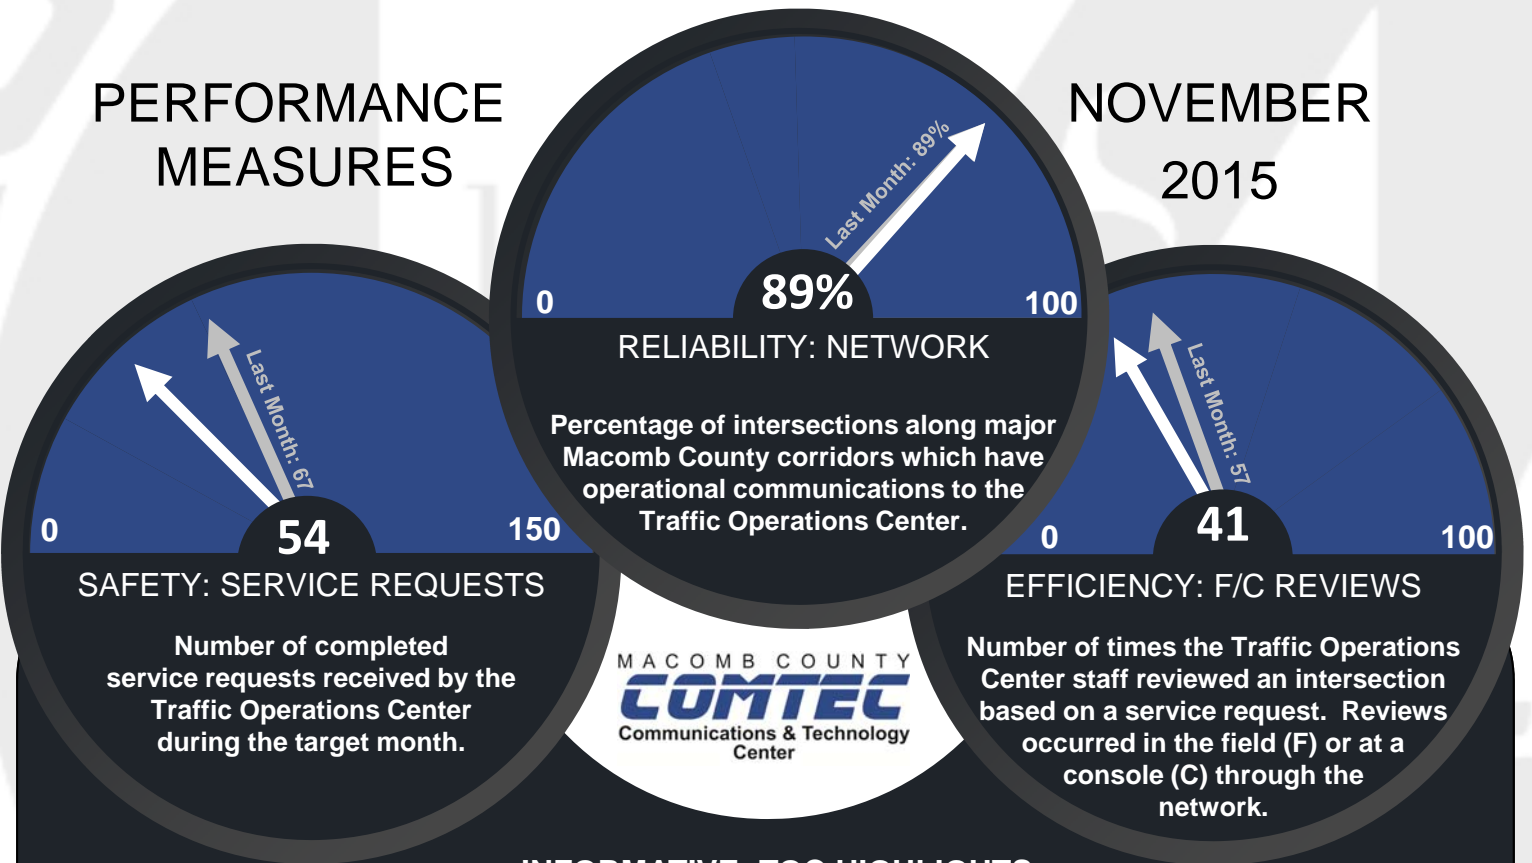 PERFORMANCE
MEASURES
NOVEMBER
2015
Last Month: 89%
0
89%
100
RELIABILITY: NETWORK
Percentage of intersections along major
Macomb County corridors which have
operational communications to the
Traffic Operations Center.
Last Month: 67
0
54
150
SAFETY: SERVICE REQUESTS
Number of completed
service requests received by the
Traffic Operations Center
during the target month.
Last Month: 57
0
41
100
EFFICIENCY: F/C REVIEWS
Number of times the Traffic Operations
Center staff reviewed an intersection
based on a service request. Reviews
occurred in the field (F) or at a
console (C) through the
network.
MACOMB COUNTY
COMTEC
Communications & Technology
Center
INFORMATIVE: TOC HIGHLIGHTS